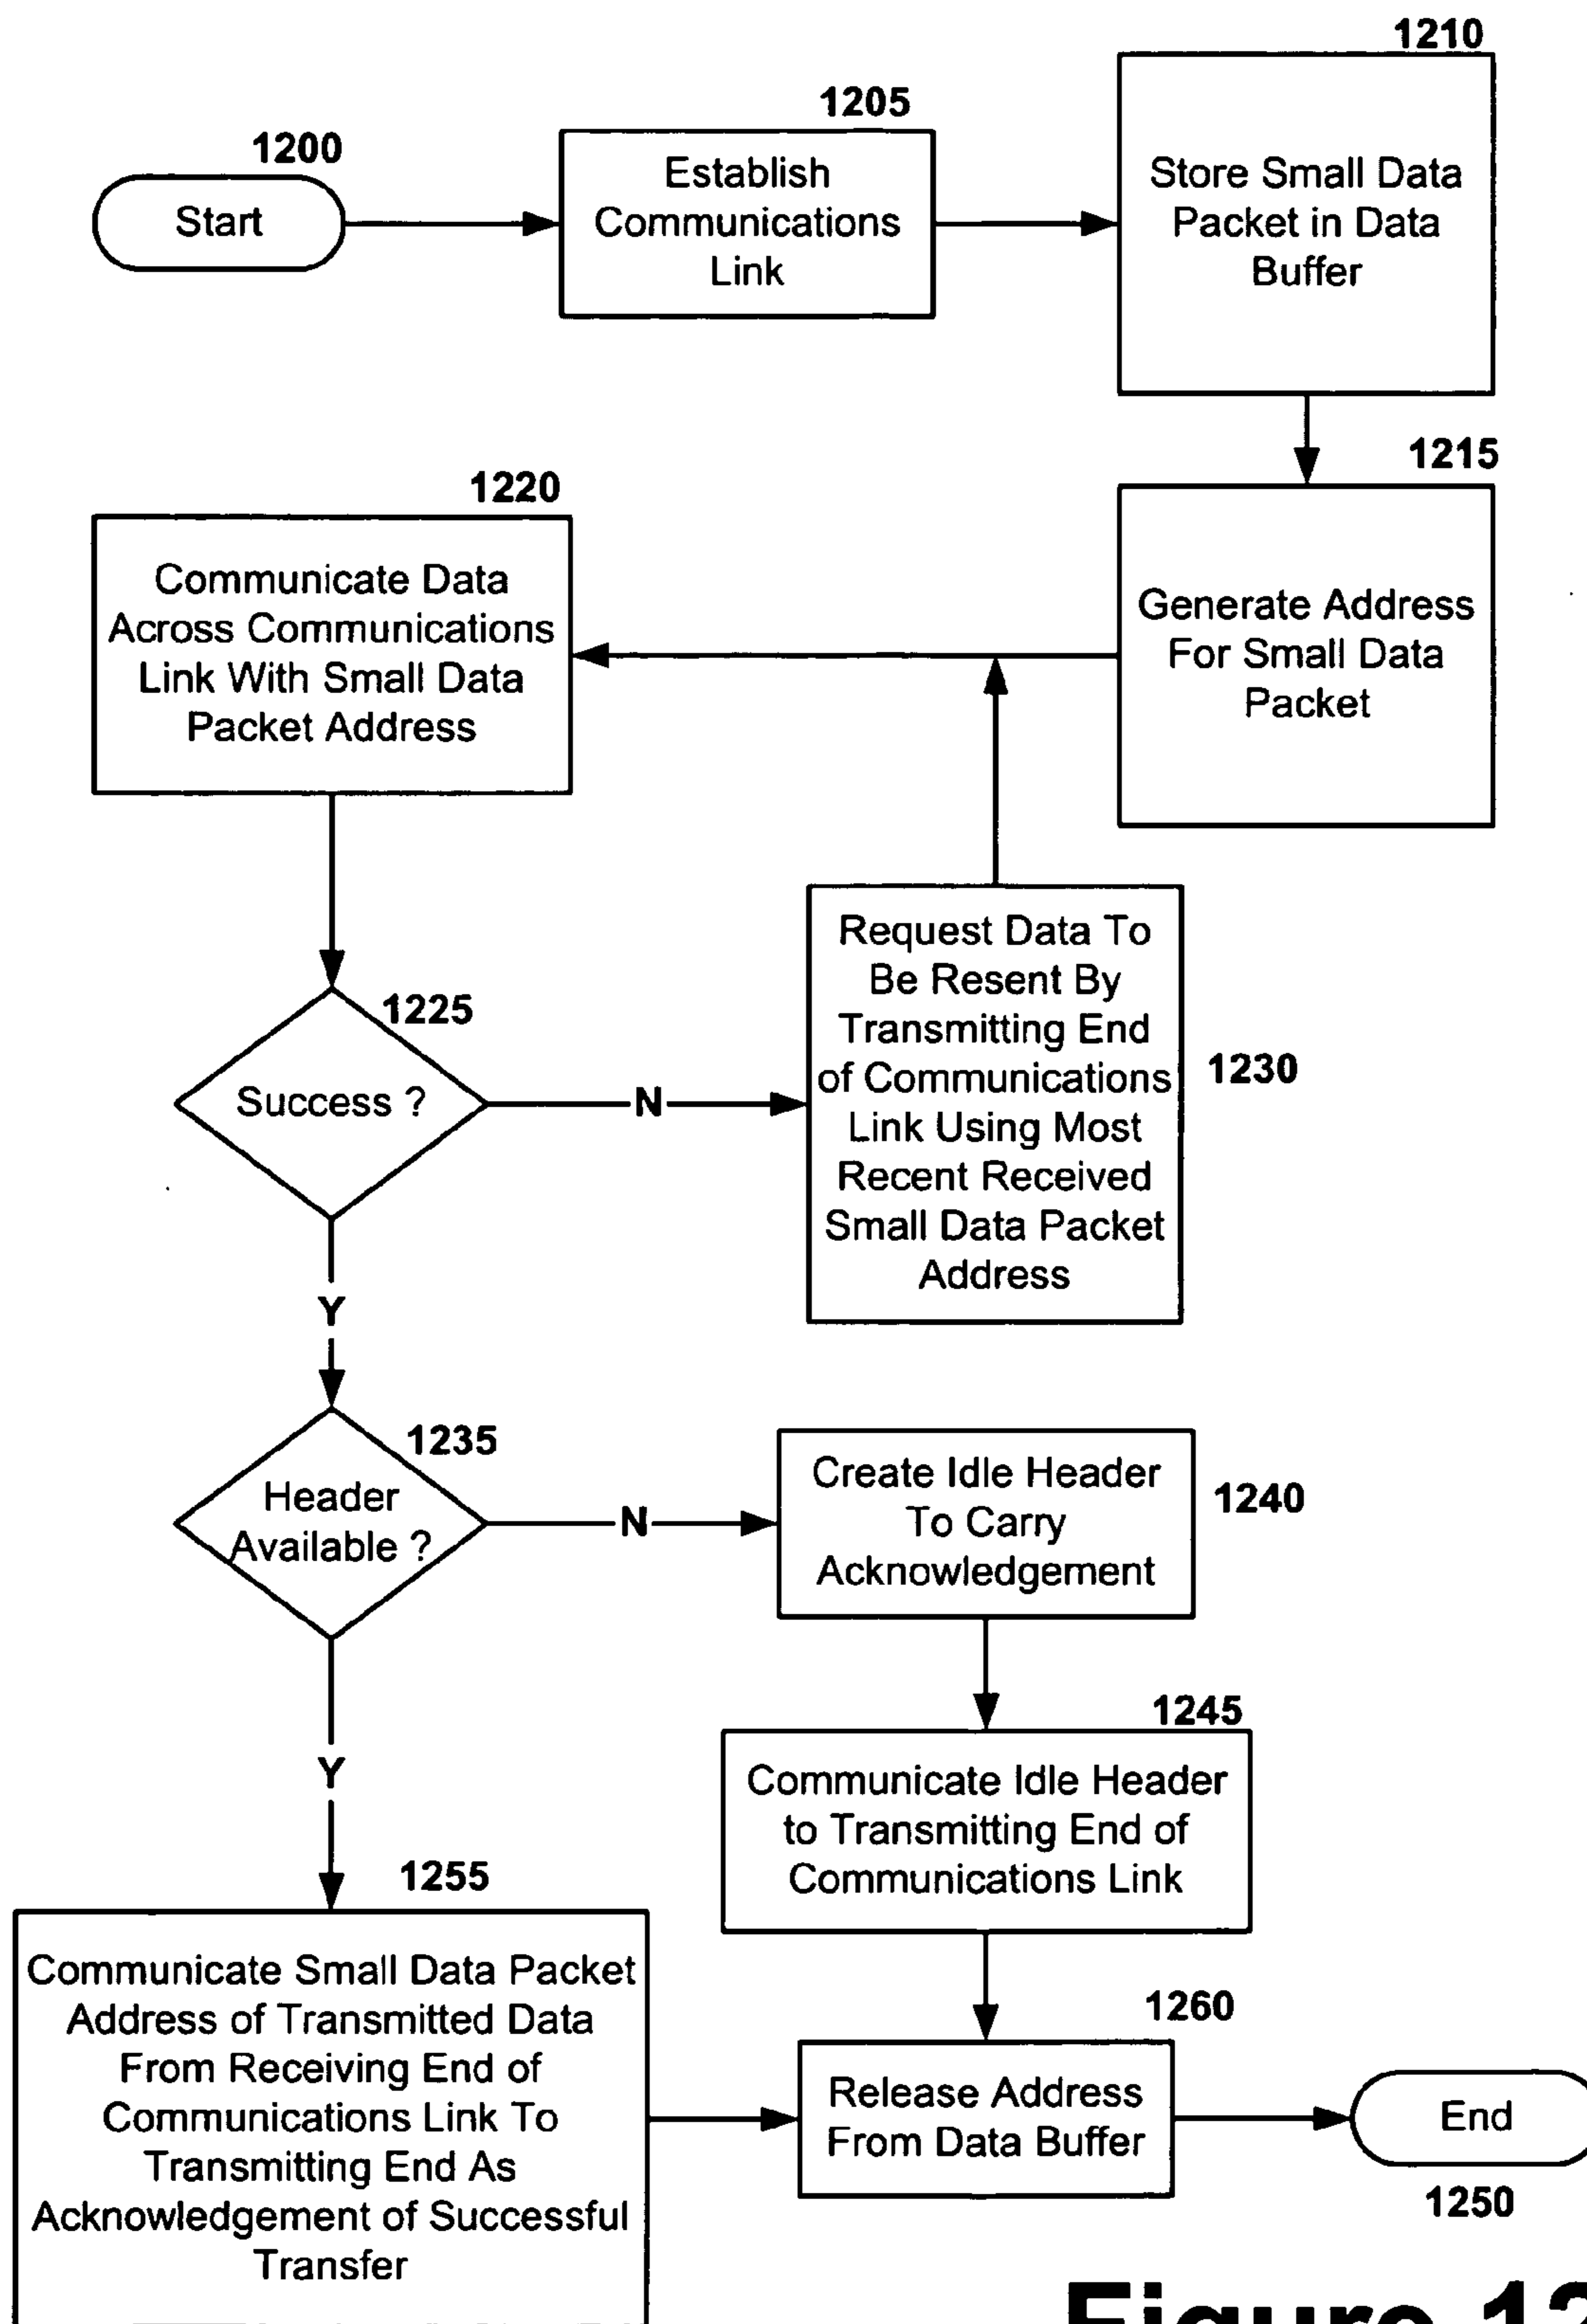 1210
1205
1200
Start
Establish
Communications
Link
Store Small Data
Packet in Data
Buffer
1215
1220
Communicate Data
Across Communications
Link With Small Data
Packet Address
Generate Address
For Small Data
Packet
1225
Success ?
N
Request Data To
Be Resent By
Transmitting End
of Communications
Link Using Most
Recent Received
Small Data Packet
Address
1230
Y
1235
Header
Available ?
N
Create Idle Header
To Carry
Acknowledgement
1240
1245
Communicate Idle Header
to Transmitting End of
Communications Link
Y
1255
Communicate Small Data Packet
Address of Transmitted Data
From Receiving End of
Communications Link To
Transmitting End As
Acknowledgement of Successful
Transfer
1260
Release Address
From Data Buffer
End
1250
Figure 12